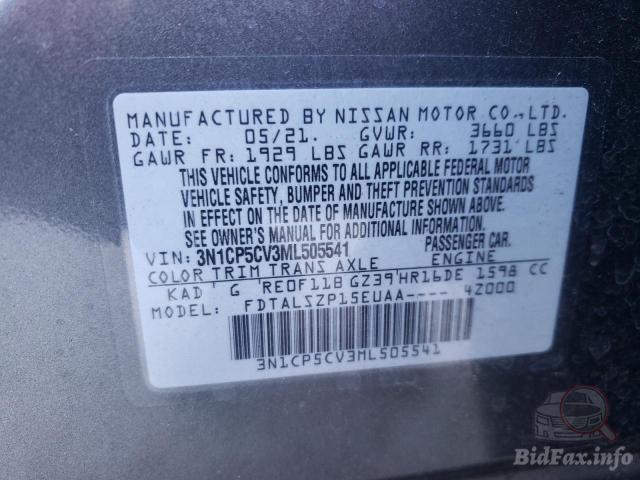 MANUFACTURED BY NISSAN MOTOR CO., LTD.
DATE: 05/21. GVWR: 3660 LBS
GAWR FR: 1929 LBS GAWR RR: 1731 LBS
THIS VEHICLE CONFORMS TO ALL APPLICABLE FEDERAL MOTOR
VEHICLE SAFETY, BUMPER AND THEFT PREVENTION STANDARDS
IN EFFECT ON THE DATE OF MANUFACTURE SHOWN ABOVE.
SEE OWNER'S MANUAL FOR ADDITIONAL INFORMATION.
VIN: 3N1CP5CV3ML505541 PASSENGER CAR.
COLOR TRIM TRANS AXLE ENGINE
KAD G RE0F11B GZ39 HR16DE 1598 CC
MODEL: FDTALSZP15EUAA---- 4Z000
3N1CP5CV3ML505541
BidFax.info